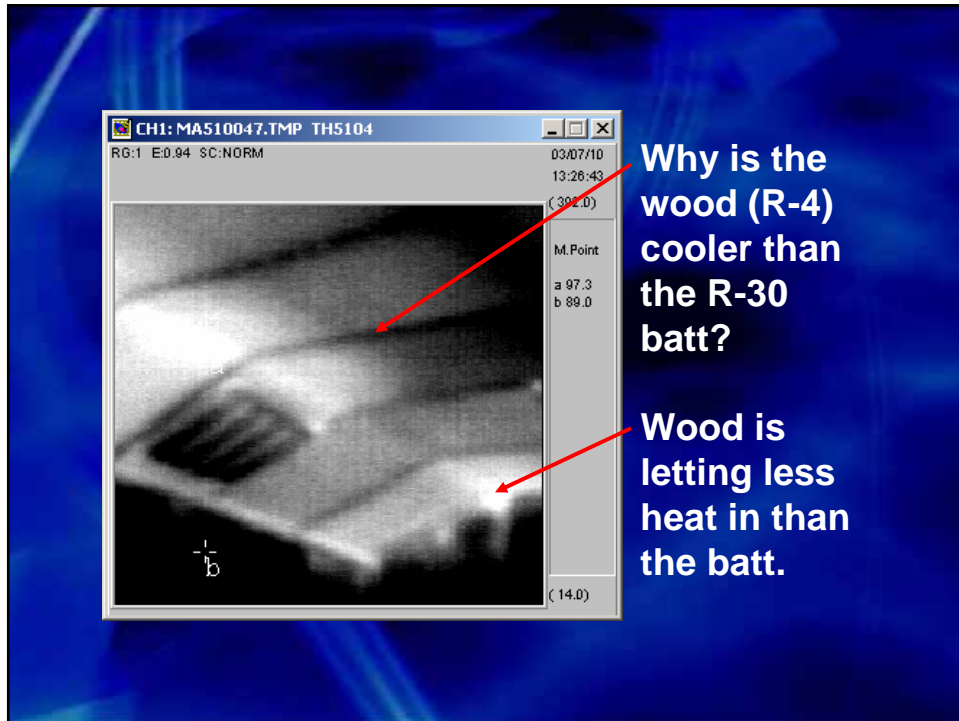 CH1: MA510047.TMP TH5104
RG:1 E:0.94 SC:NORM
03/07/10
13:26:43
( 392.0)
M.Point
a 97.3
b 89.0
a
b
( 14.0)
Why is the
wood (R-4)
cooler than
the R-30
batt?
Wood is
letting less
heat in than
the batt.